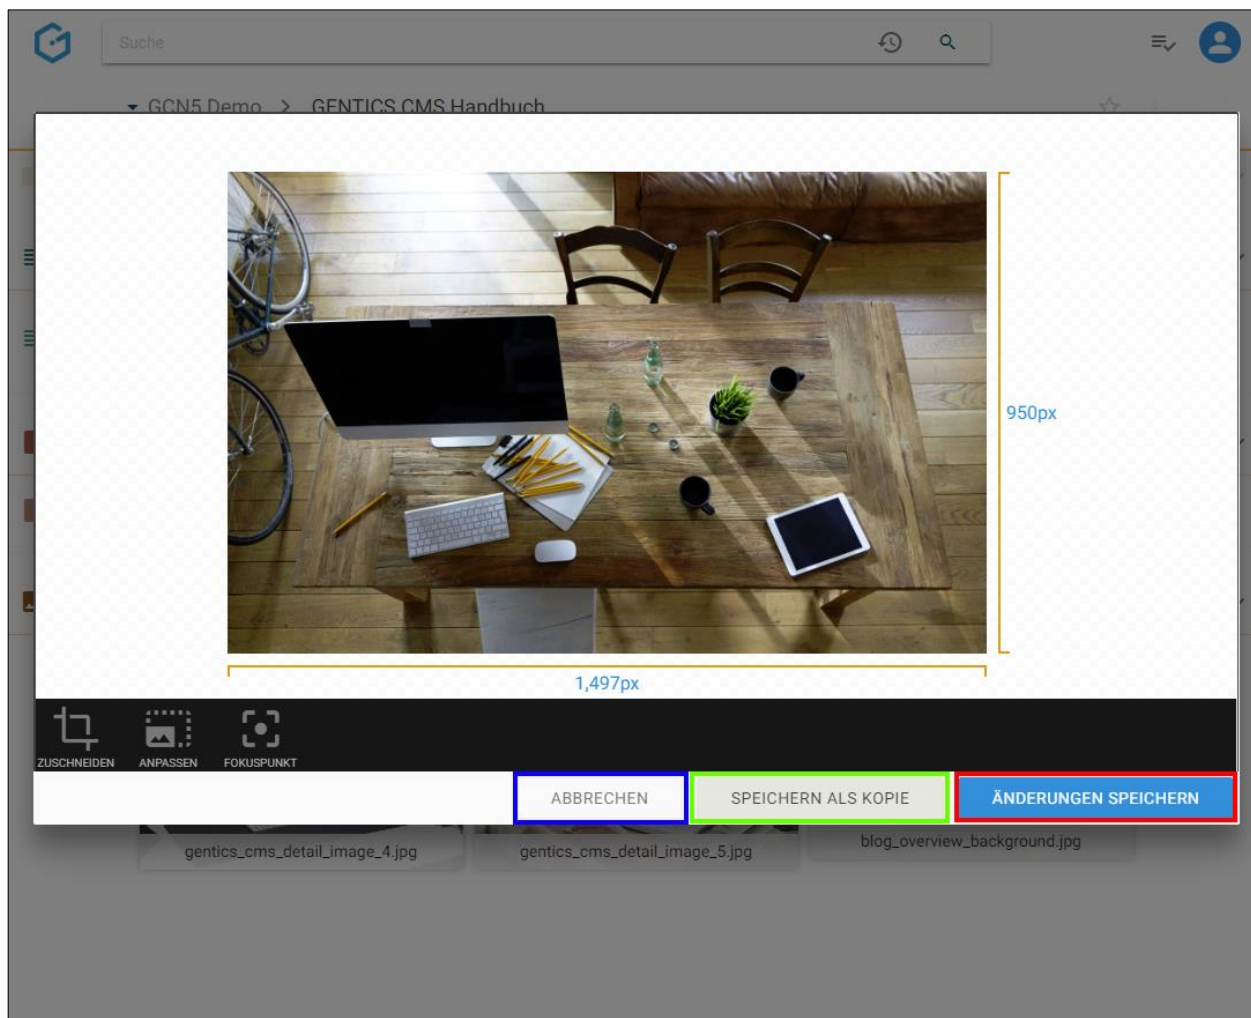 Suche
GCN5 Demo > GENTICS CMS Handbuch
950px
1,497px
ZUSCHNEIDEN ANPASSEN FOKUSPUNKT
ABBRECHEN SPEICHERN ALS KOPIE ÄNDERUNGEN SPEICHERN
gentics_cms_detail_image_4.jpg gentics_cms_detail_image_5.jpg blog_overview_background.jpg